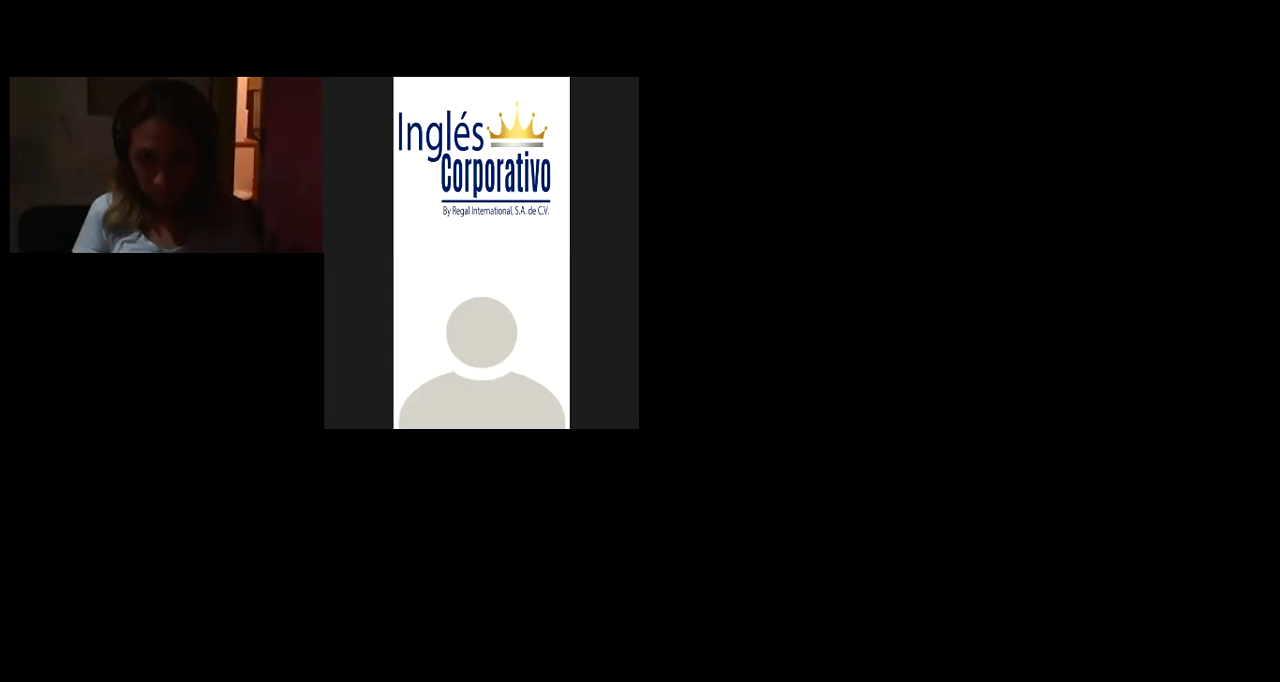 Inglés
Corporativo
By Regal International, S.A. de C.V.